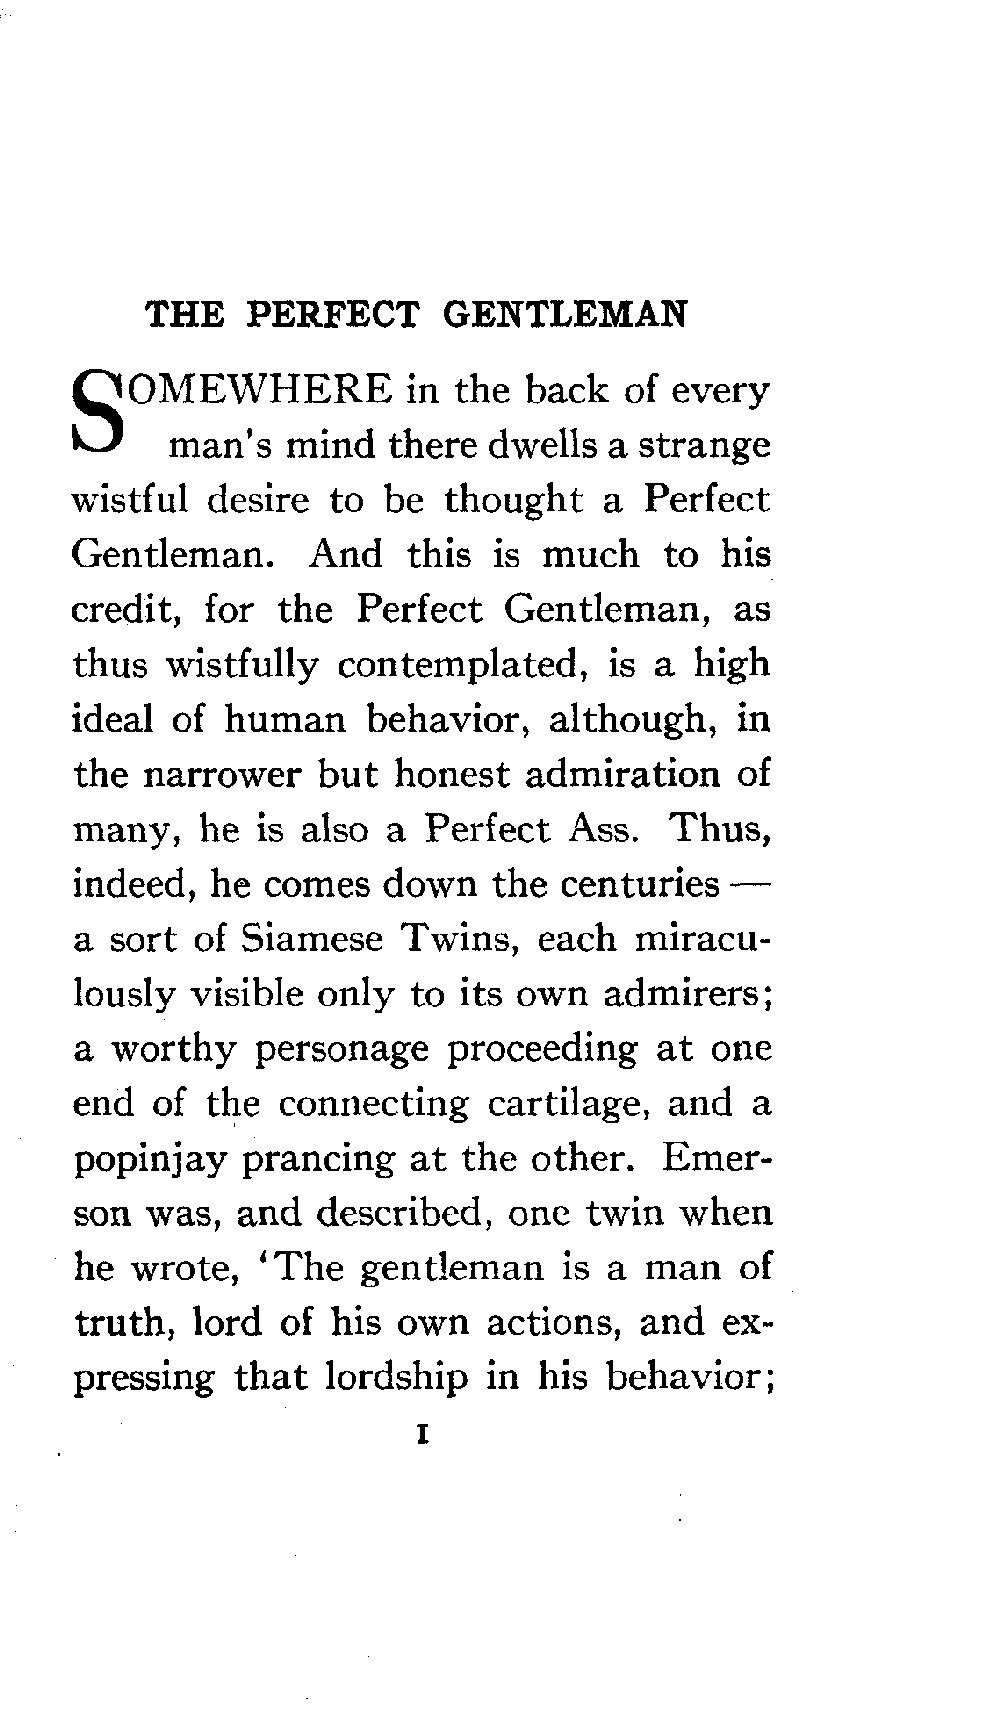 THE PERFECT GENTLEMAN
SOMEWHERE in the back of every
man's mind there dwells a strange
wistful desire to be thought a Perfect
Gentleman. And this is much to his
credit, for the Perfect Gentleman, as
thus wistfully contemplated, is a high
ideal of human behavior, although, in
the narrower but honest admiration of
many, he is also a Perfect Ass. Thus,
indeed, he comes down the centuries —
a sort of Siamese Twins, each miracu-
lously visible only to its own admirers;
a worthy personage proceeding at one
end of the connecting cartilage, and a
popinjay prancing at the other. Emer-
son was, and described, one twin when
he wrote, ‘The gentleman is a man of
truth, lord of his own actions, and ex-
pressing that lordship in his behavior;
I